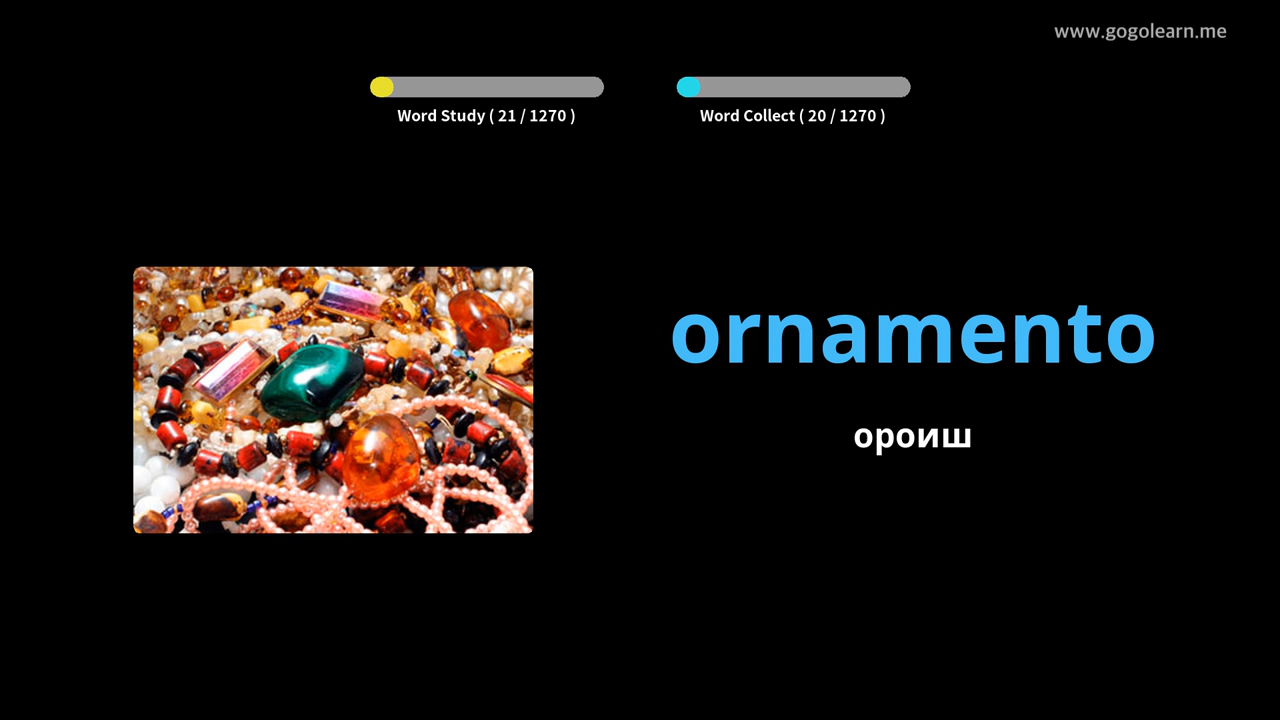 www.gogolearn.me
Word Study ( 21 / 1270 )
Word Collect ( 20 / 1270 )
ornamento
ороиш